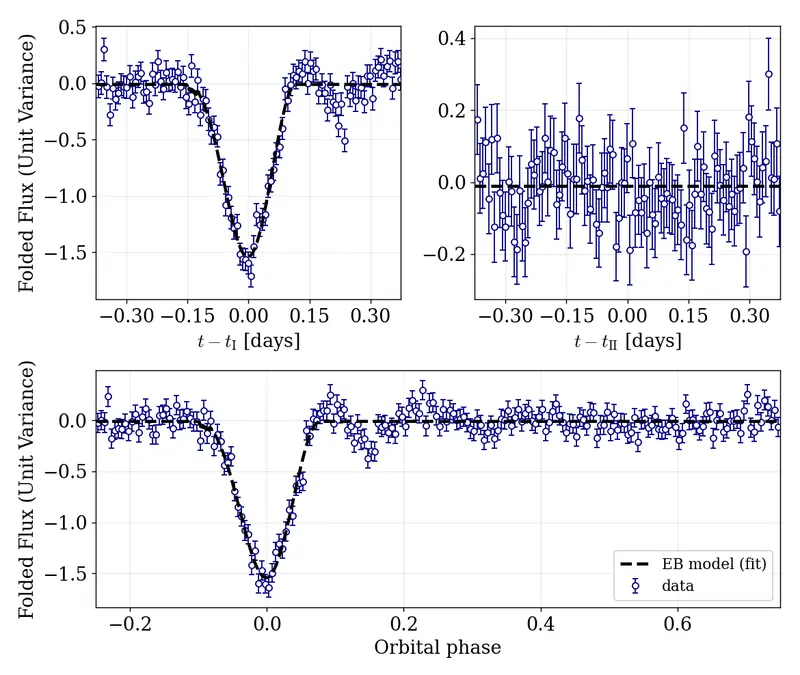 Folded Flux (Unit Variance)
0.5
0.0
−0.5
−1.0
−1.5
−0.30 −0.15 0.00 0.15 0.30
t − tI [days]
0.4
0.2
0.0
−0.2
−0.30 −0.15 0.00 0.15 0.30
t − tII [days]
Folded Flux (Unit Variance)
0.0
−0.5
−1.0
−1.5
−0.2 0.0 0.2 0.4 0.6
Orbital phase
EB model (fit)
data